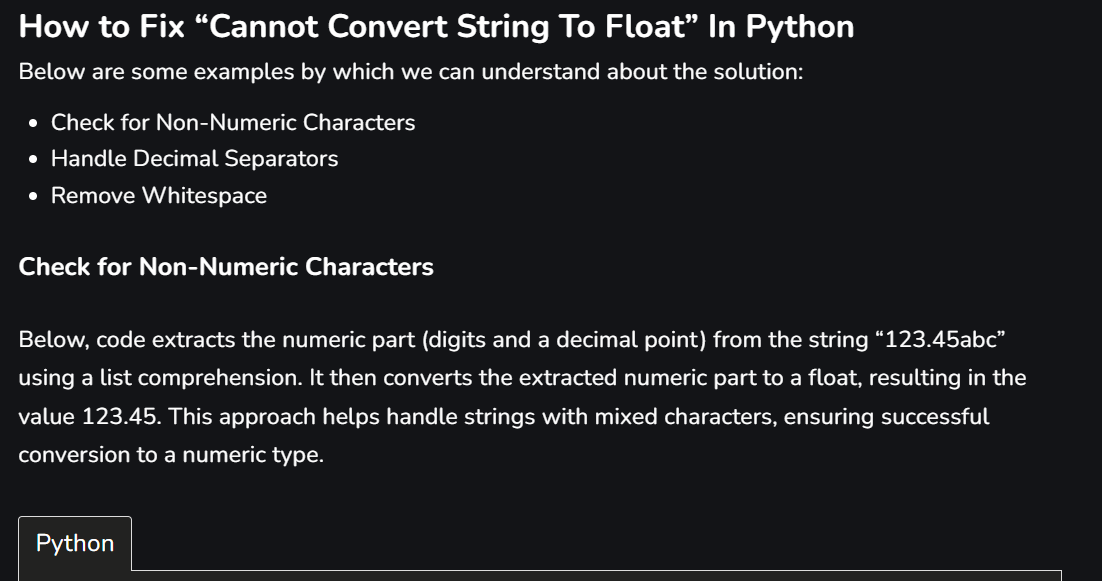 How to Fix “Cannot Convert String To Float” In Python
Below are some examples by which we can understand about the solution:
• Check for Non-Numeric Characters
• Handle Decimal Separators
• Remove Whitespace
Check for Non-Numeric Characters
Below, code extracts the numeric part (digits and a decimal point) from the string “123.45abc”
using a list comprehension. It then converts the extracted numeric part to a float, resulting in the
value 123.45. This approach helps handle strings with mixed characters, ensuring successful
conversion to a numeric type.
Python